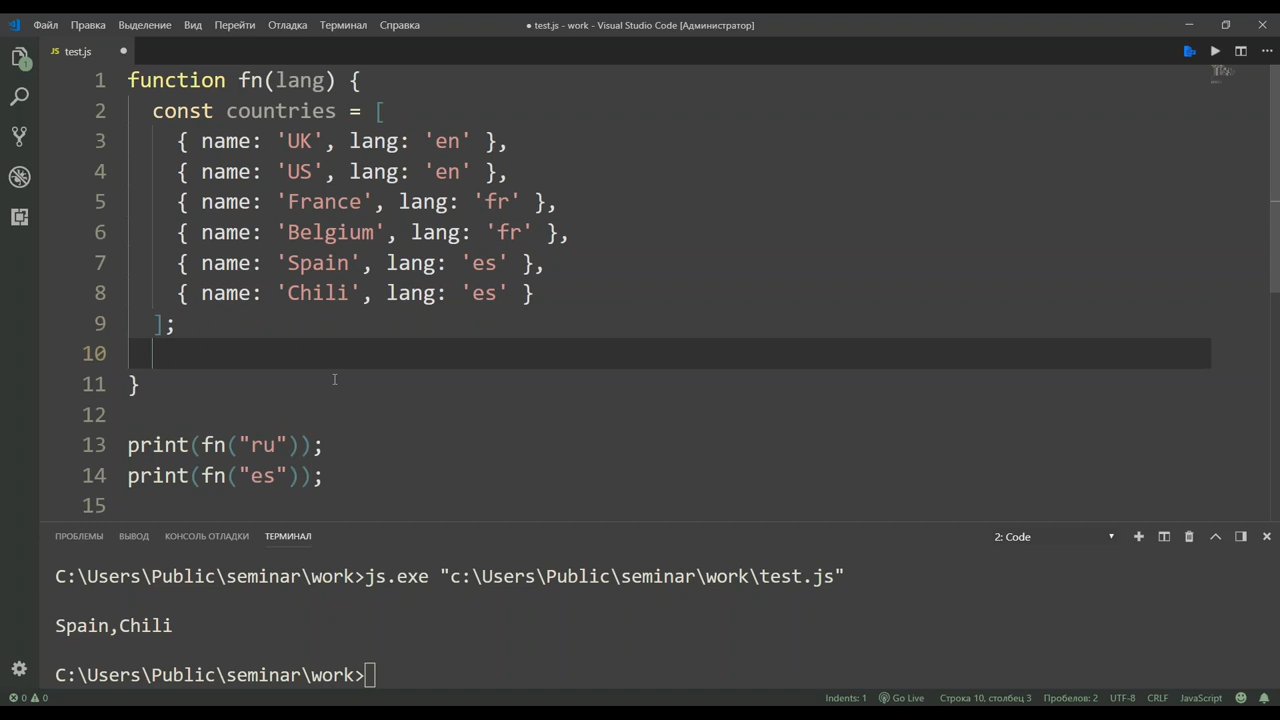 Файл Правка Выделение Вид Перейти Отладка Терминал Справка ● test.js - work - Visual Studio Code [Администратор]
JS test.js
1 function fn(lang) {
2 const countries = [
3 { name: 'UK', lang: 'en' },
4 { name: 'US', lang: 'en' },
5 { name: 'France', lang: 'fr' },
6 { name: 'Belgium', lang: 'fr' },
7 { name: 'Spain', lang: 'es' },
8 { name: 'Chili', lang: 'es' }
9 ];
10
11 }
12
13 print(fn("ru"));
14 print(fn("es"));
15
ПРОБЛЕМЫ ВЫВОД КОНСОЛЬ ОТЛАДКИ ТЕРМИНАЛ 2: Code
C:\Users\Public\seminar\work>js.exe "c:\Users\Public\seminar\work\test.js"
Spain,Chili
C:\Users\Public\seminar\work>
0 0 Indents: 1 Go Live Строка 10, столбец 3 Пробелов: 2 UTF-8 CRLF JavaScript